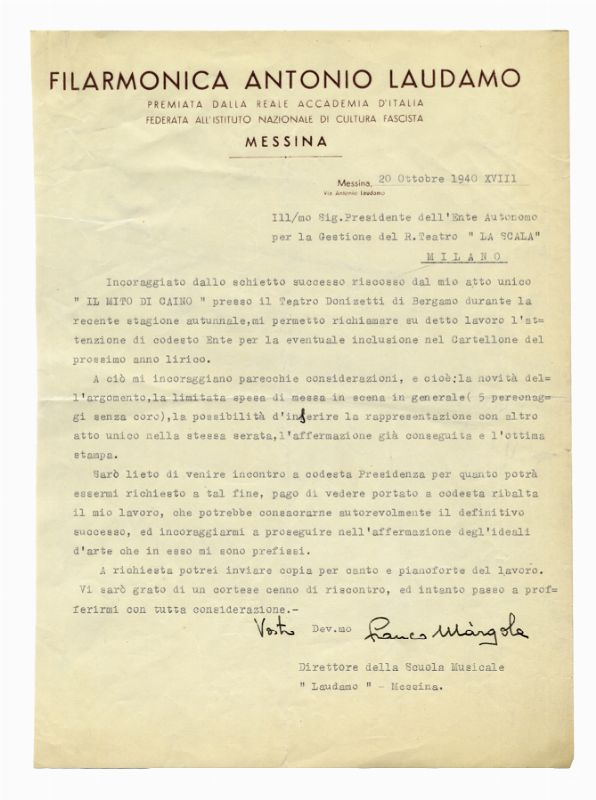 FILARMONICA ANTONIO LAUDAMO
PREMIATA DALLA REALE ACCADEMIA D'ITALIA
FEDERATA ALL'ISTITUTO NAZIONALE DI CULTURA FASCISTA
MESSINA
Messina, 20 Ottobre 1940 XVIII
Via Antonio Laudamo
Ill/mo Sig.Presidente dell'Ente Autonomo
per la Gestione del R.Teatro " LA SCALA"
MILANO
Incoraggiato dallo schietto successo riscosso dal mio atto unico
" IL MITO DI CAINO " presso il Teatro Donizetti di Bergamo durante la
recente stagione autunnale,mi permetto richiamare su detto lavoro l'at=
tenzione di codesto Ente per la eventuale inclusione nel Cartellone del
prossimo anno lirico.
A ciò mi incoraggiano parecchie considerazioni, e cioè:la novità del=
l'argomento,la limitata spesa di messa in scena in generale( 5 personag=
gi senza coro),la possibilità d'inserire la rappresentazione con altro
atto unico nella stessa serata,l'affermazione già conseguita e l'ottima
stampa.
Sarò lieto di venire incontro a codesta Presidenza per quanto potrà
essermi richiesto a tal fine, pago di vedere portato a codesta ribalta
il mio lavoro, che potrebbe consacrarne autorevolmente il definitivo
successo, ed incoraggiarmi a proseguire nell'affermazione degl'ideali
d'arte che in esso mi sono prefissi.
A richiesta potrei inviare copia per canto e pianoforte del lavoro.
Vi sarò grato di un cortese cenno di riscontro, ed intanto passo a prof=
ferirmi con tutta considerazione.-
Vostro Dev.mo Franco Màrgola
Direttore della Scuola Musicale
" Laudamo " - Messina.